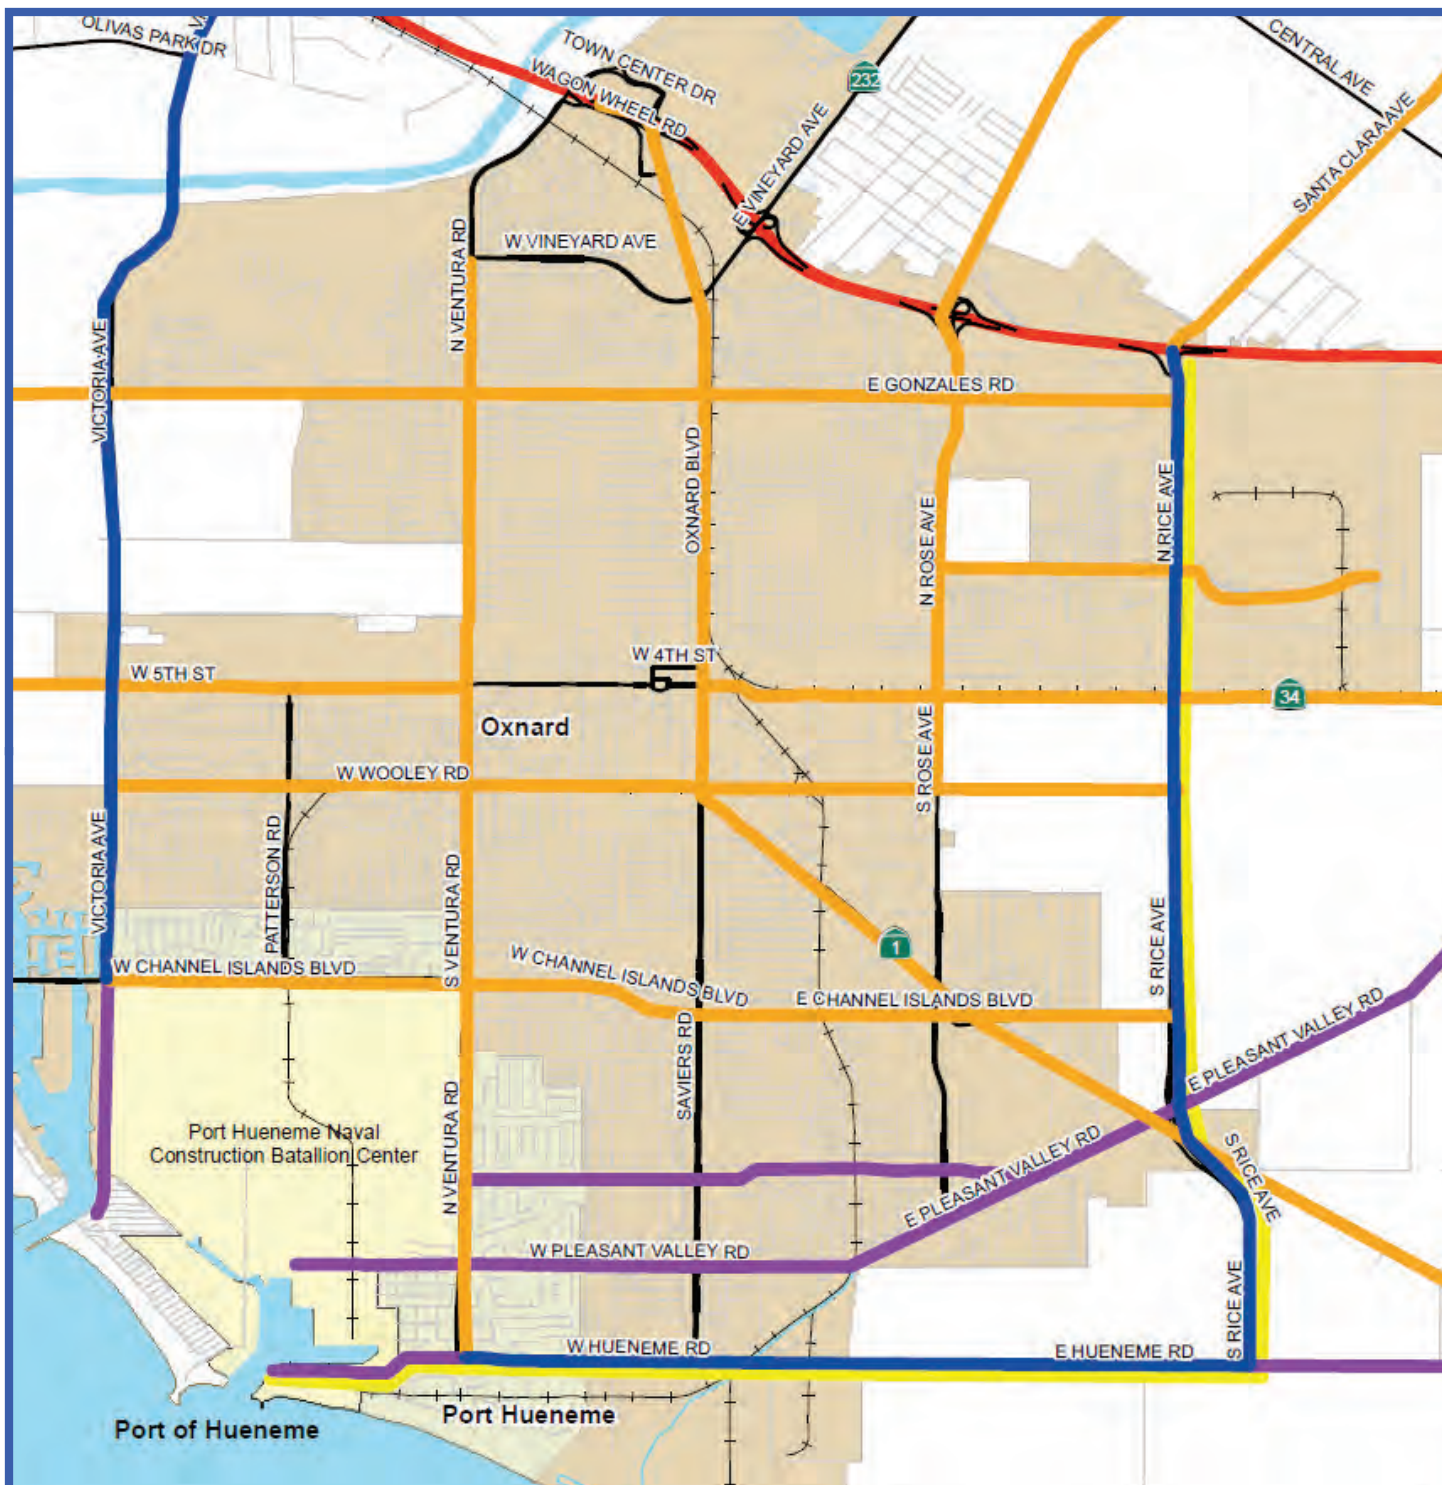 OLIVAS PARK DR
TOWN CENTER DR
WAGON WHEEL RD
232
CENTRAL AVE
SANTA CLARA AVE
E VINEYARD AVE
W VINEYARD AVE
N VENTURA RD
VICTORIA AVE
E GONZALES RD
OXNARD BLVD
N RICE AVE
N ROSE AVE
W 4TH ST
W 5TH ST
34
Oxnard
S ROSE AVE
W WOOLEY RD
PATTERSON RD
VICTORIA AVE
S VENTURA RD
S RICE AVE
1
W CHANNEL ISLANDS BLVD
W CHANNEL ISLANDS BLVD
E CHANNEL ISLANDS BLVD
E PLEASANT VALLEY RD
SAVIERS RD
Port Hueneme Naval
Construction Batallion Center
N VENTURA RD
E PLEASANT VALLEY RD
S RICE AVE
W PLEASANT VALLEY RD
S RICE AVE
W HUENEME RD
E HUENEME RD
Port Hueneme
Port of Hueneme